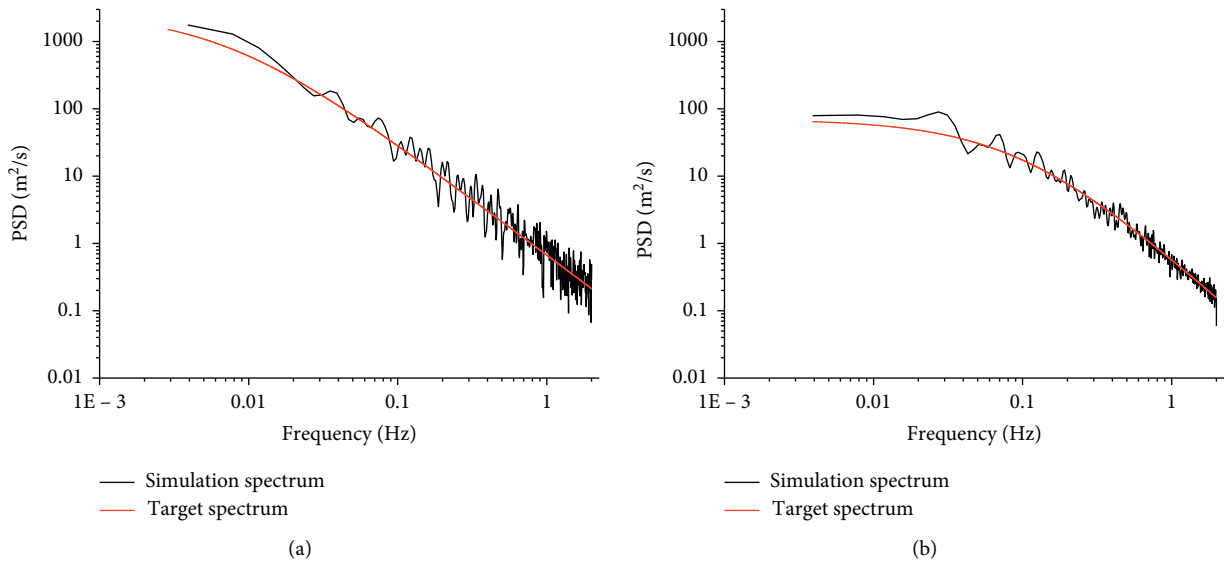 1000
100
10
1
0.1
0.01
PSD (m²/s)
1E – 3
0.01
0.1
1
Frequency (Hz)
Simulation spectrum
Target spectrum
(a)
1000
100
10
1
0.1
0.01
PSD (m²/s)
1E – 3
0.01
0.1
1
Frequency (Hz)
Simulation spectrum
Target spectrum
(b)